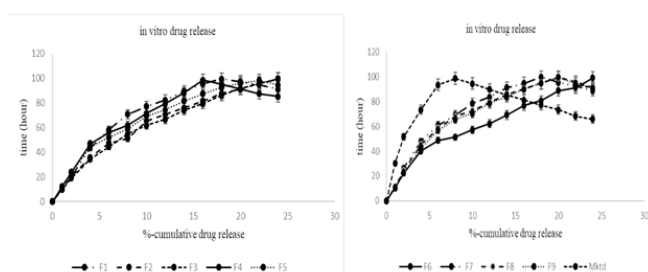 in vitro drug release
120
100
80
60
40
20
0
time (hour)
0 5 10 15 20 25 30
%-cumulative drug release
F1 F2 F3 F4 F5
in vitro drug release
120
100
80
60
40
20
0
time (hour)
0 5 10 15 20 25 30
%-cumulative drug release
F6 F7 F8 F9 Mktd